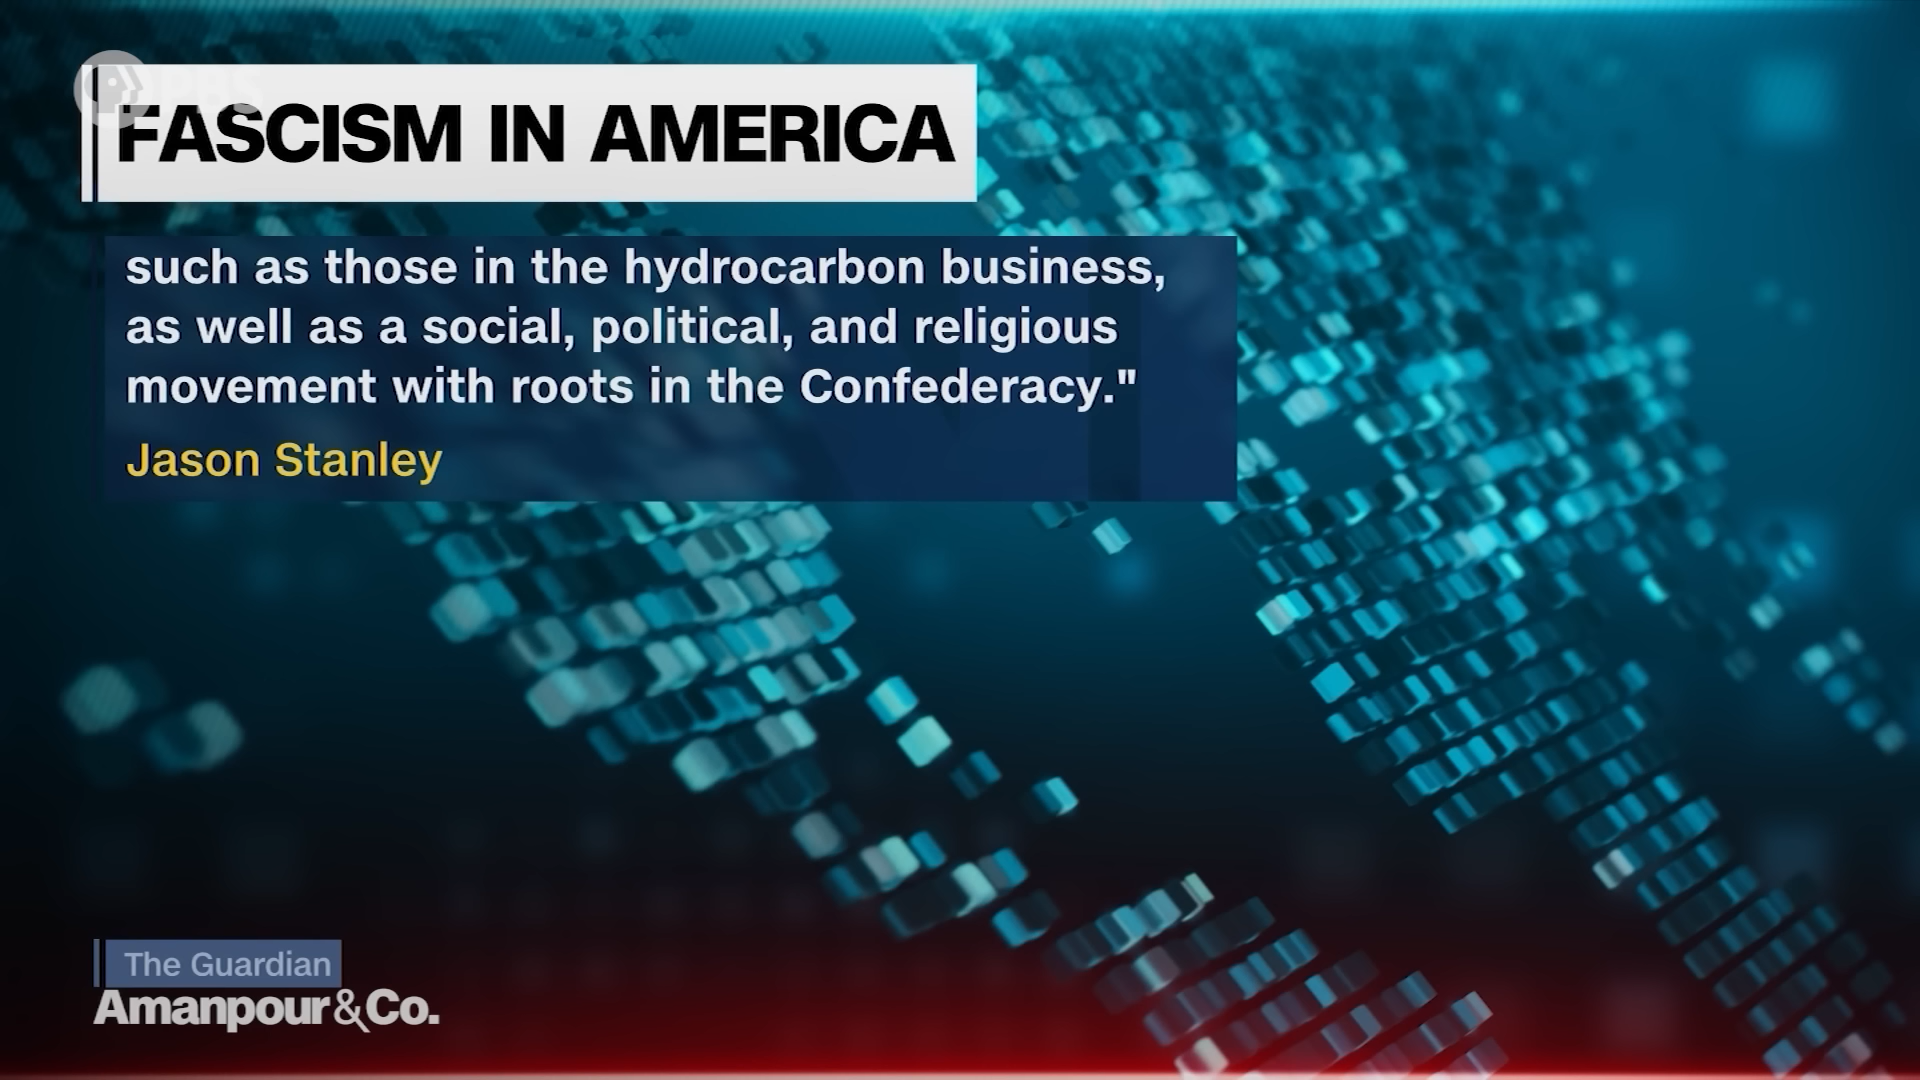 PBS
FASCISM IN AMERICA
such as those in the hydrocarbon business,
as well as a social, political, and religious
movement with roots in the Confederacy."
Jason Stanley
The Guardian
Amanpour&Co.